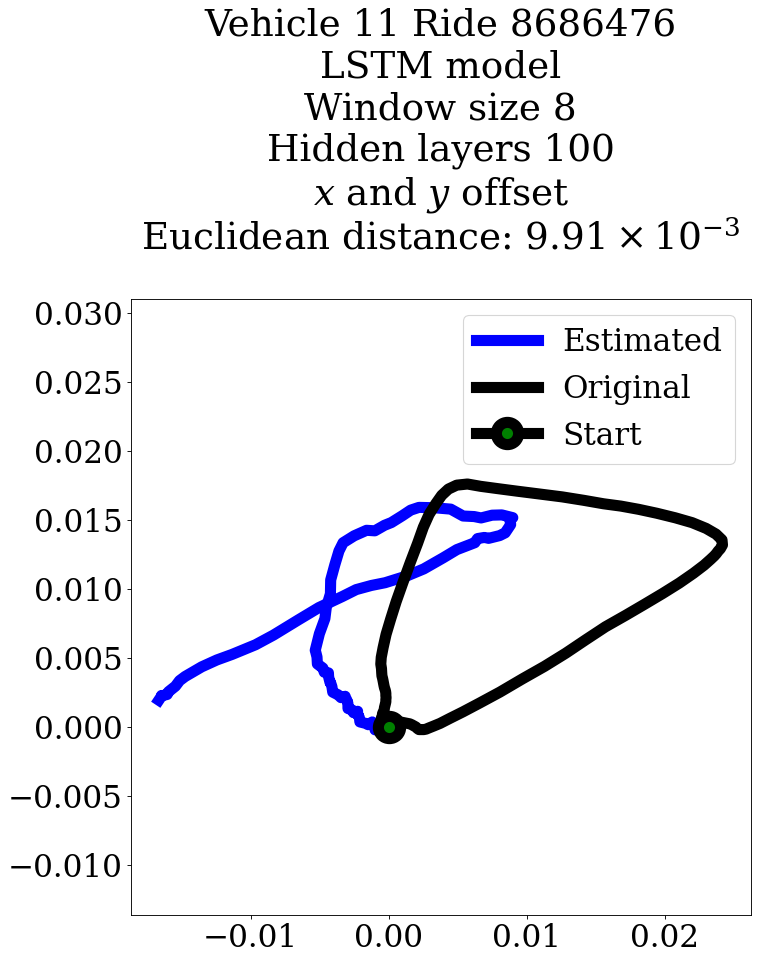 Vehicle 11 Ride 8686476
LSTM model
Window size 8
Hidden layers 100
x and y offset
Euclidean distance: 9.91 × 10⁻³
Estimated
Original
Start
0.030
0.025
0.020
0.015
0.010
0.005
0.000
−0.005
−0.010
−0.01 0.00 0.01 0.02